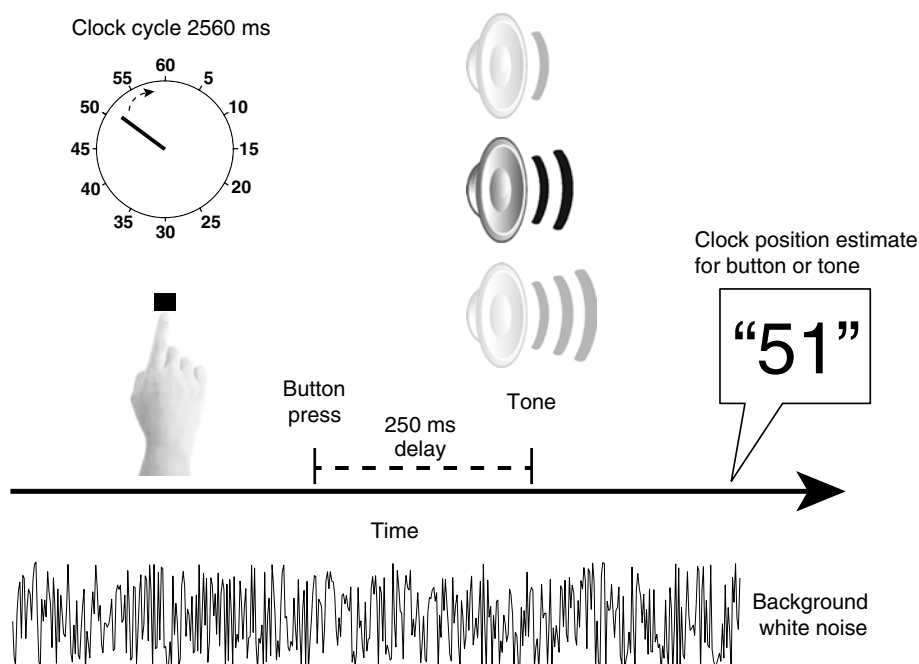 Clock cycle 2560 ms
60
55
5
50
10
45
15
40
20
35
25
30
Clock position estimate
for button or tone
“51”
Button
press
Tone
250 ms
delay
Time
Background
white noise